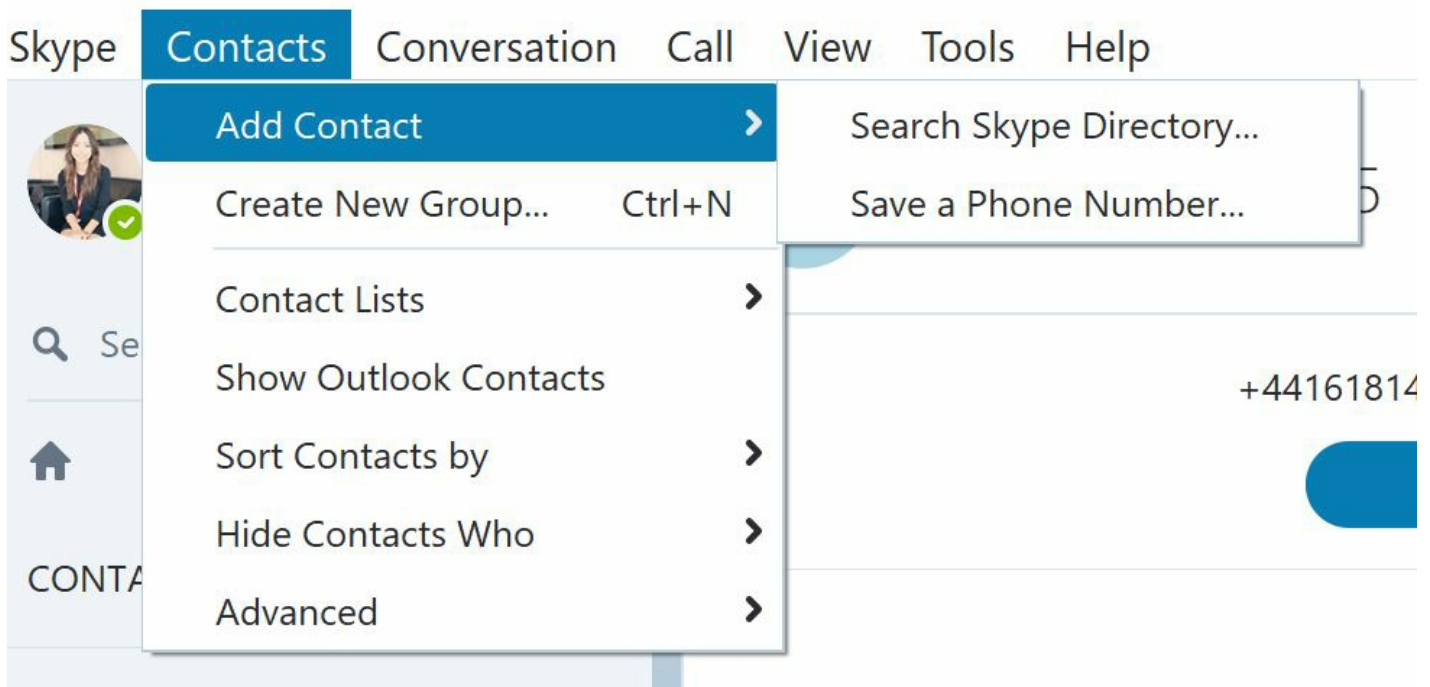 Skype Contacts Conversation Call View Tools Help
Add Contact
Search Skype Directory...
Create New Group... Ctrl+N
Save a Phone Number...
Contact Lists
Show Outlook Contacts
+44161814
Sort Contacts by
Hide Contacts Who
Advanced